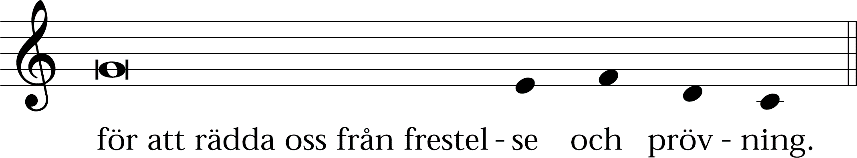 för att rädda oss från frestel - se och pröv - ning.